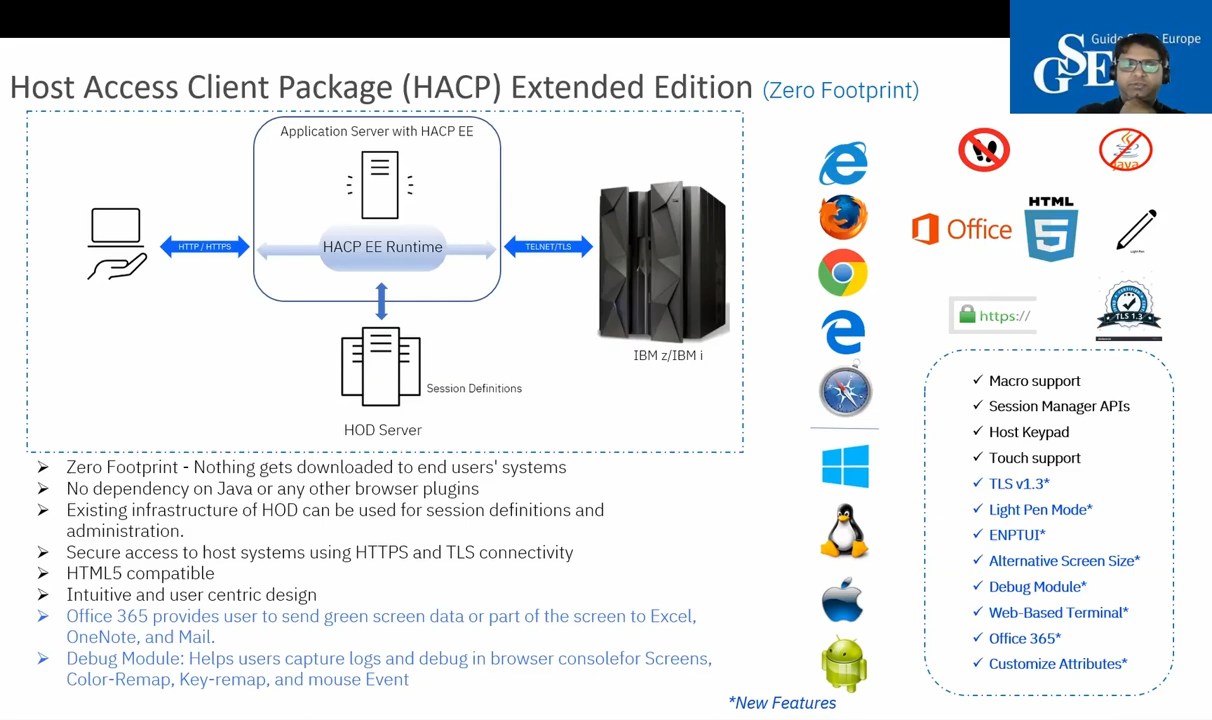 Guide Share Europe
GSE
Host Access Client Package (HACP) Extended Edition (Zero Footprint)
Application Server with HACP EE
HTTP / HTTPS
HACP EE Runtime
TELNET/TLS
IBM z/IBM i
Session Definitions
HOD Server
➢ Zero Footprint - Nothing gets downloaded to end users' systems
➢ No dependency on Java or any other browser plugins
➢ Existing infrastructure of HOD can be used for session definitions and
administration.
➢ Secure access to host systems using HTTPS and TLS connectivity
➢ HTML5 compatible
➢ Intuitive and user centric design
➢ Office 365 provides user to send green screen data or part of the screen to Excel,
OneNote, and Mail.
➢ Debug Module: Helps users capture logs and debug in browser consolefor Screens,
Color-Remap, Key-remap, and mouse Event
Java
Office
HTML
5
Light Pen
https://
TLS 1.3
✓ Macro support
✓ Session Manager APIs
✓ Host Keypad
✓ Touch support
✓ TLS v1.3*
✓ Light Pen Mode*
✓ ENPTUI*
✓ Alternative Screen Size*
✓ Debug Module*
✓ Web-Based Terminal*
✓ Office 365*
✓ Customize Attributes*
*New Features